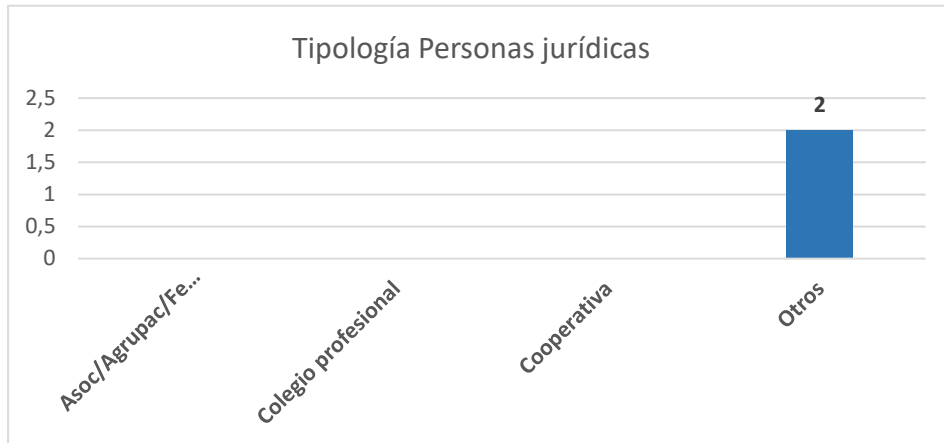 Tipología Personas jurídicas
2,5
2
1,5
1
0,5
0
2
Asoc/Agrupac/Fe...
Colegio profesional
Cooperativa
Otros